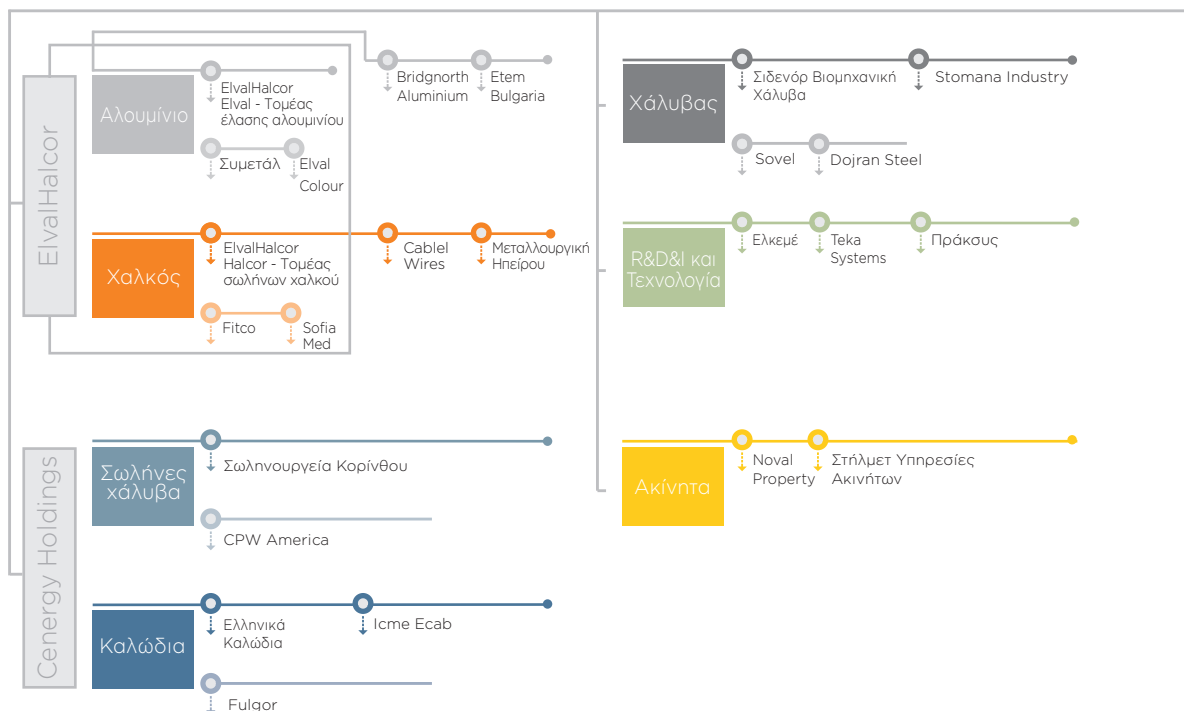 ElvalHalcor
Αλουμίνιο
ElvalHalcor
Elval - Τομέας
έλασης αλουμινίου
Bridgnorth
Aluminium
Etem
Bulgaria
Συμετάλ
Elval
Colour
Χαλκός
ElvalHalcor
Halcor - Τομέας
σωλήνων χαλκού
Cablel
Wires
Μεταλλουργική
Ηπείρου
Fitco
Sofia
Med
Cenergy Holdings
Σωλήνες
χάλυβα
Σωληνουργεία Κορίνθου
CPW America
Καλώδια
Ελληνικά
Καλώδια
Icme Ecab
Fulgor
Χάλυβας
Σιδενόρ Βιομηχανική
Χάλυβα
Stomana Industry
Sovel
Dojran Steel
R&D&I και
Τεχνολογία
Ελκεμέ
Teka
Systems
Πράκσυς
Ακίνητα
Noval
Property
Στήλμετ Υπηρεσίες
Ακινήτων